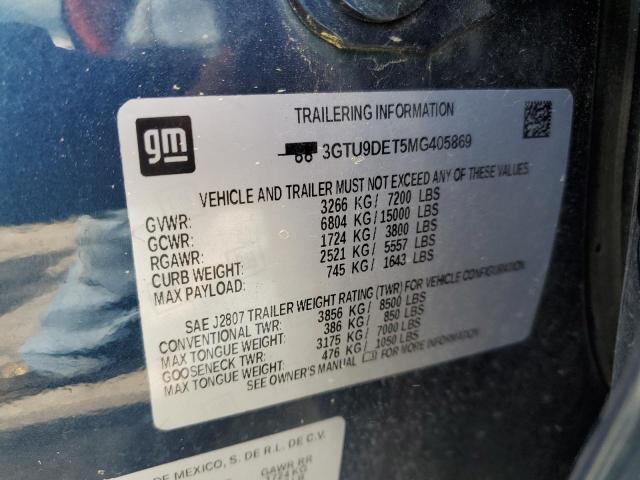 TRAILERING INFORMATION
gm
3GTU9DET5MG405869
VEHICLE AND TRAILER MUST NOT EXCEED ANY OF THESE VALUES
GVWR: 3266 KG/ 7200 LBS
GCWR: 6804 KG/15000 LBS
RGAWR: 1724 KG/ 3800 LBS
CURB WEIGHT: 2521 KG/ 5557 LBS
MAX PAYLOAD: 745 KG/ 1643 LBS
SAE J2807 TRAILER WEIGHT RATING (TWR) FOR VEHICLE CONFIGURATION.
CONVENTIONAL TWR: 3856 KG/ 8500 LBS
MAX TONGUE WEIGHT: 386 KG/ 850 LBS
GOOSENECK TWR: 3175 KG/ 7000 LBS
MAX TONGUE WEIGHT: 476 KG/ 1050 LBS
SEE OWNER'S MANUAL FOR MORE INFORMATION
DE MEXICO, S. DE R.L. DE C.V.
GAWR RR
1724 KG